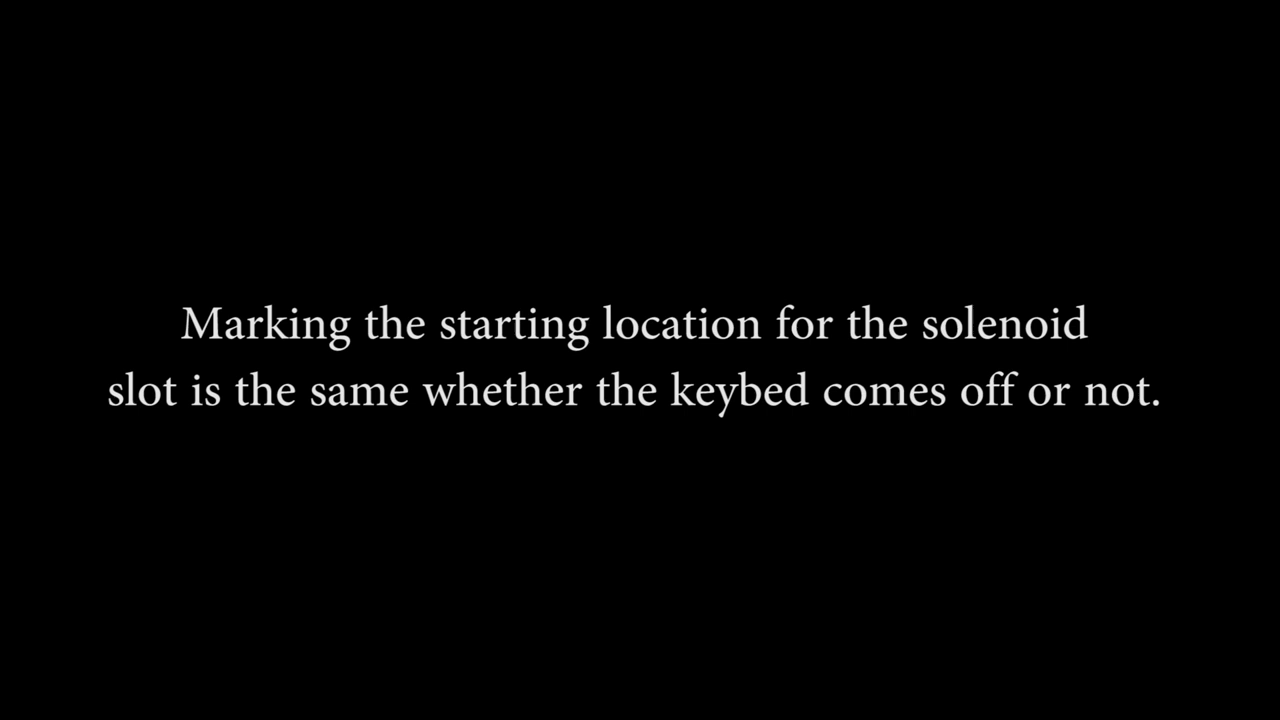 Marking the starting location for the solenoid
slot is the same whether the keybed comes off or not.